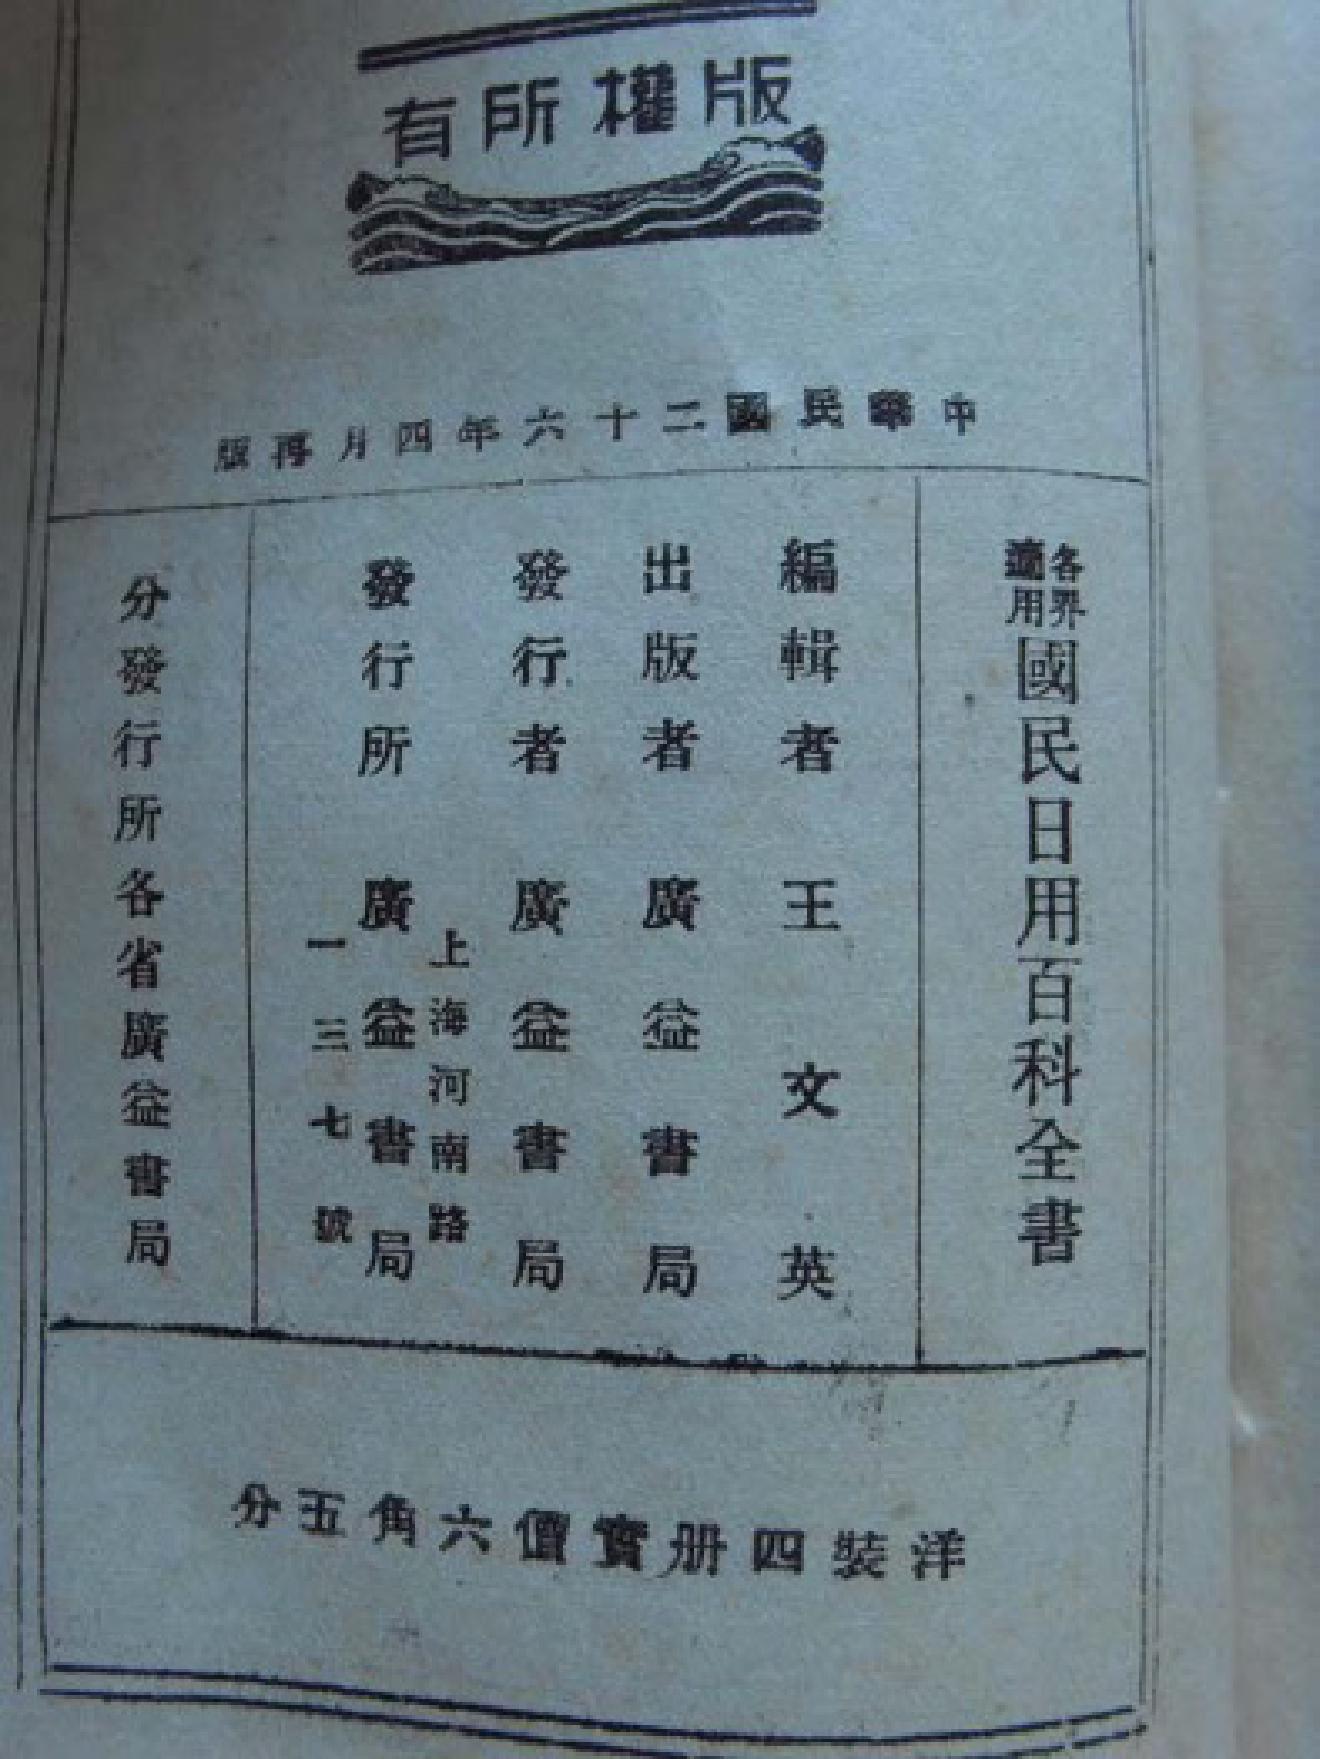 版權所有
中華民國二十六年四月再版
各界適用
國民日用百科全書
編輯者 王文英
出版者 廣益書局
發行者 廣益書局
上海河南路
發行所 廣益書局
一三七號
分發行所各省廣益書局
洋裝四册實價六角五分